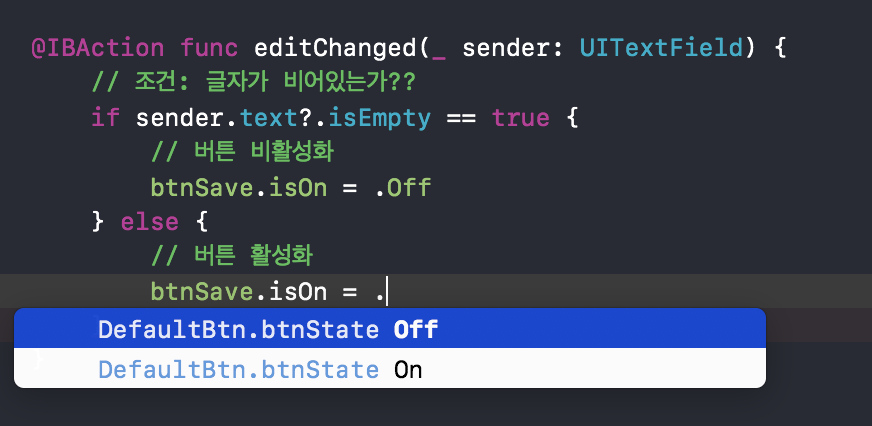 @IBAction func editChanged(_ sender: UITextField) {
// 조건: 글자가 비어있는가??
if sender.text?.isEmpty == true {
// 버튼 비활성화
btnSave.isOn = .Off
} else {
// 버튼 활성화
btnSave.isOn = .
DefaultBtn.btnState Off
DefaultBtn.btnState On
}